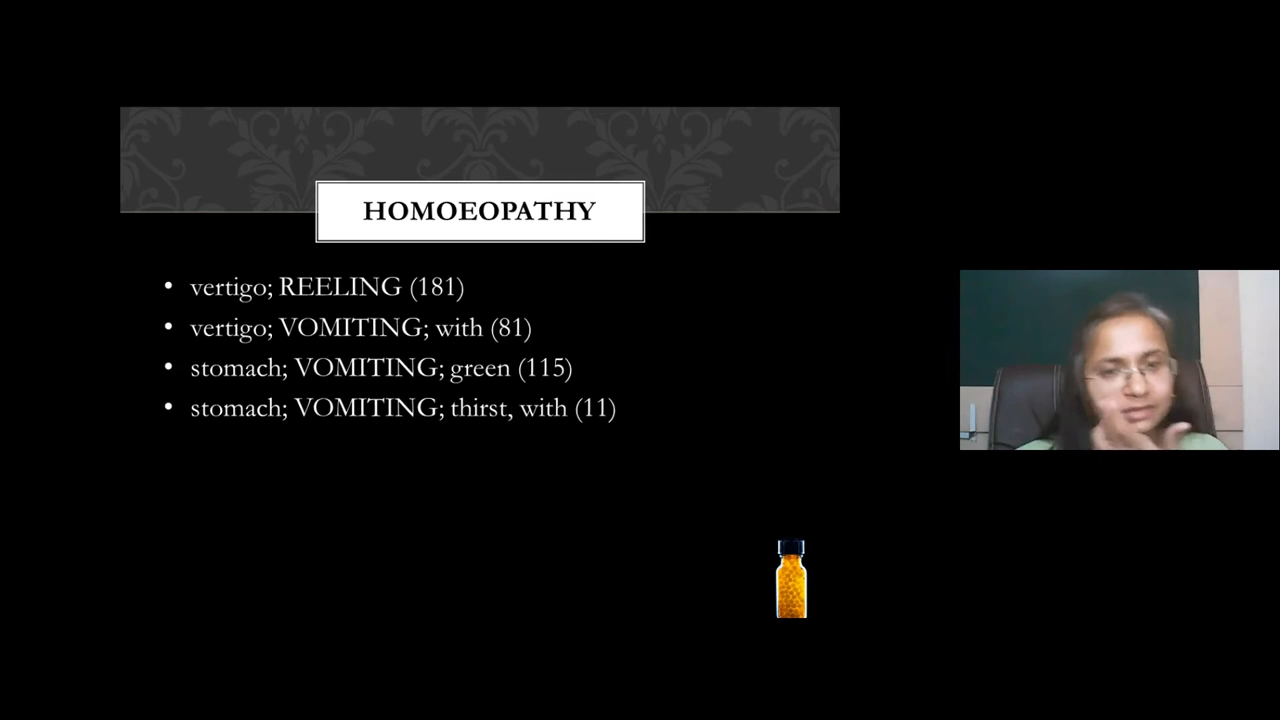 HOMOEOPATHY
• vertigo; REELING (181)
• vertigo; VOMITING; with (81)
• stomach; VOMITING; green (115)
• stomach; VOMITING; thirst, with (11)